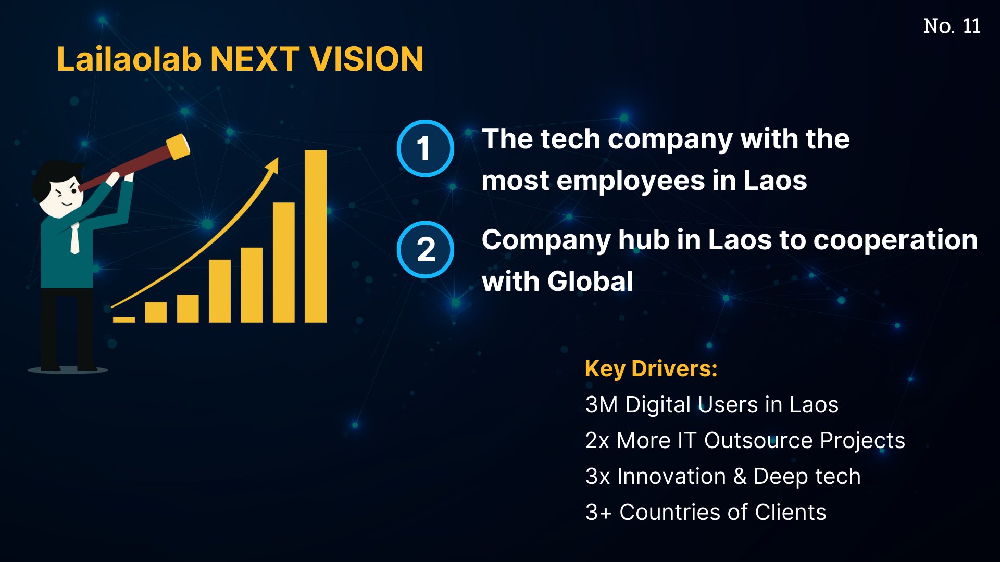 No. 11
Lailaolab NEXT VISION
1
The tech company with the
most employees in Laos
2
Company hub in Laos to cooperation
with Global
Key Drivers:
3M Digital Users in Laos
2x More IT Outsource Projects
3x Innovation & Deep tech
3+ Countries of Clients